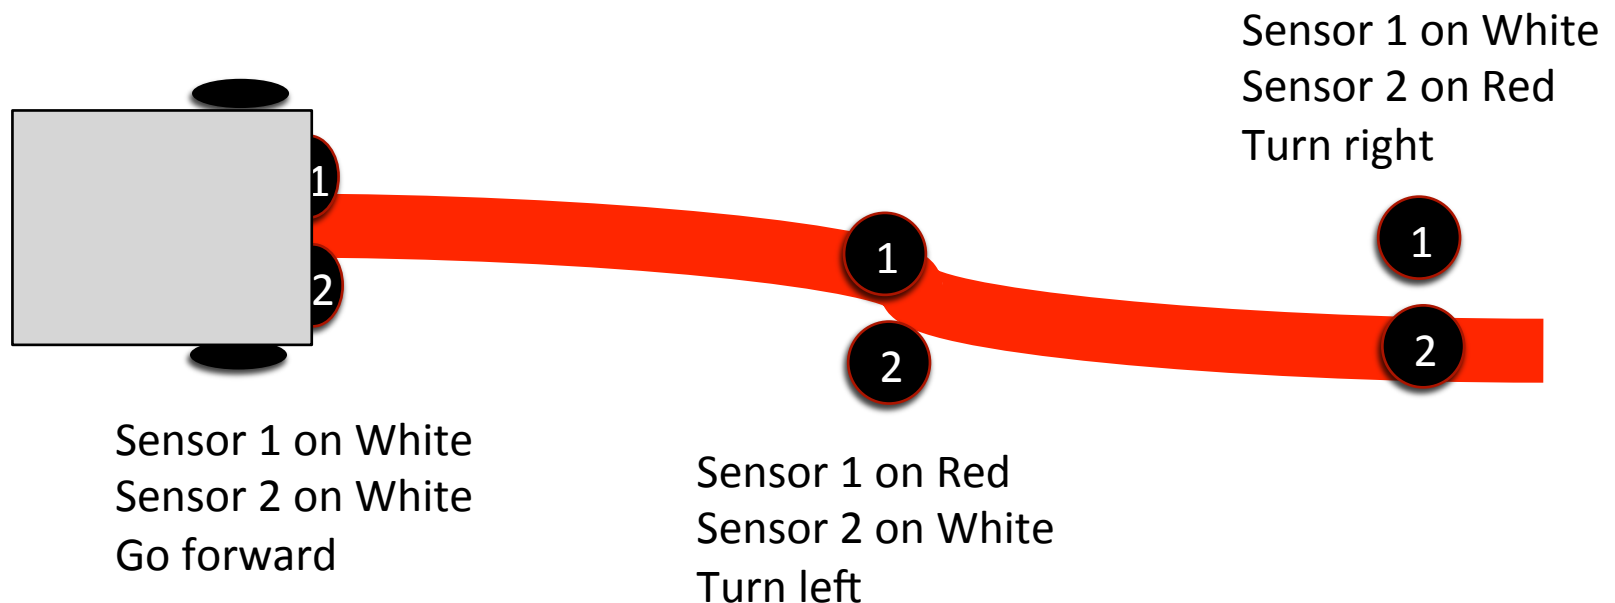 Sensor 1 on White
Sensor 2 on Red
Turn right
1
2
1
2
1
2
Sensor 1 on White
Sensor 2 on White
Go forward
Sensor 1 on Red
Sensor 2 on White
Turn left